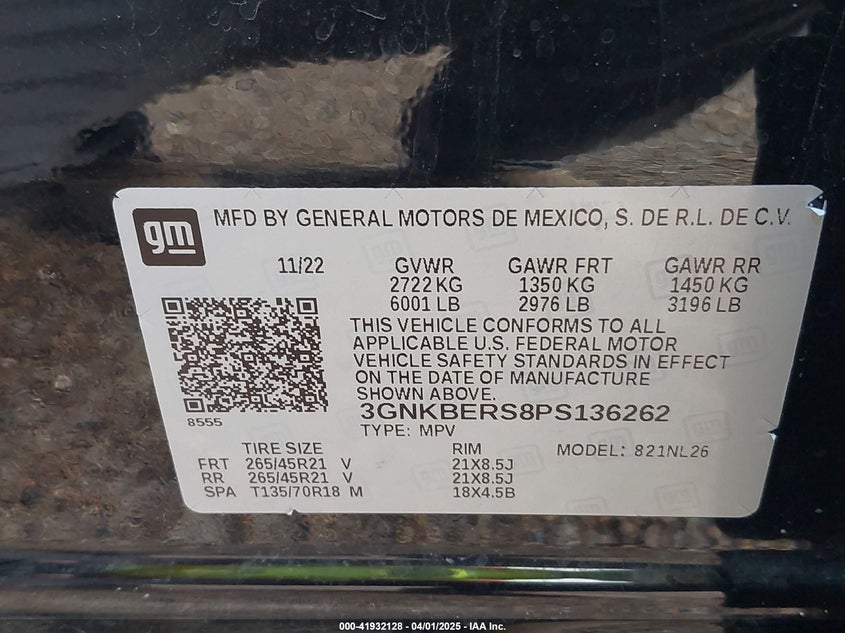 gm
MFD BY GENERAL MOTORS DE MEXICO, S. DE R.L. DE C.V.
11/22 GVWR GAWR FRT GAWR RR
2722 KG 1350 KG 1450 KG
6001 LB 2976 LB 3196 LB
THIS VEHICLE CONFORMS TO ALL
APPLICABLE U.S. FEDERAL MOTOR
VEHICLE SAFETY STANDARDS IN EFFECT
ON THE DATE OF MANUFACTURE
SHOWN ABOVE.
3GNKBERS8PS136262
8555
TYPE: MPV
TIRE SIZE RIM MODEL: 821NL26
FRT 265/45R21 V 21X8.5J
RR 265/45R21 V 21X8.5J
SPA T135/70R18 M 18X4.5B
000-41932128 - 04/01/2025 - IAA Inc.